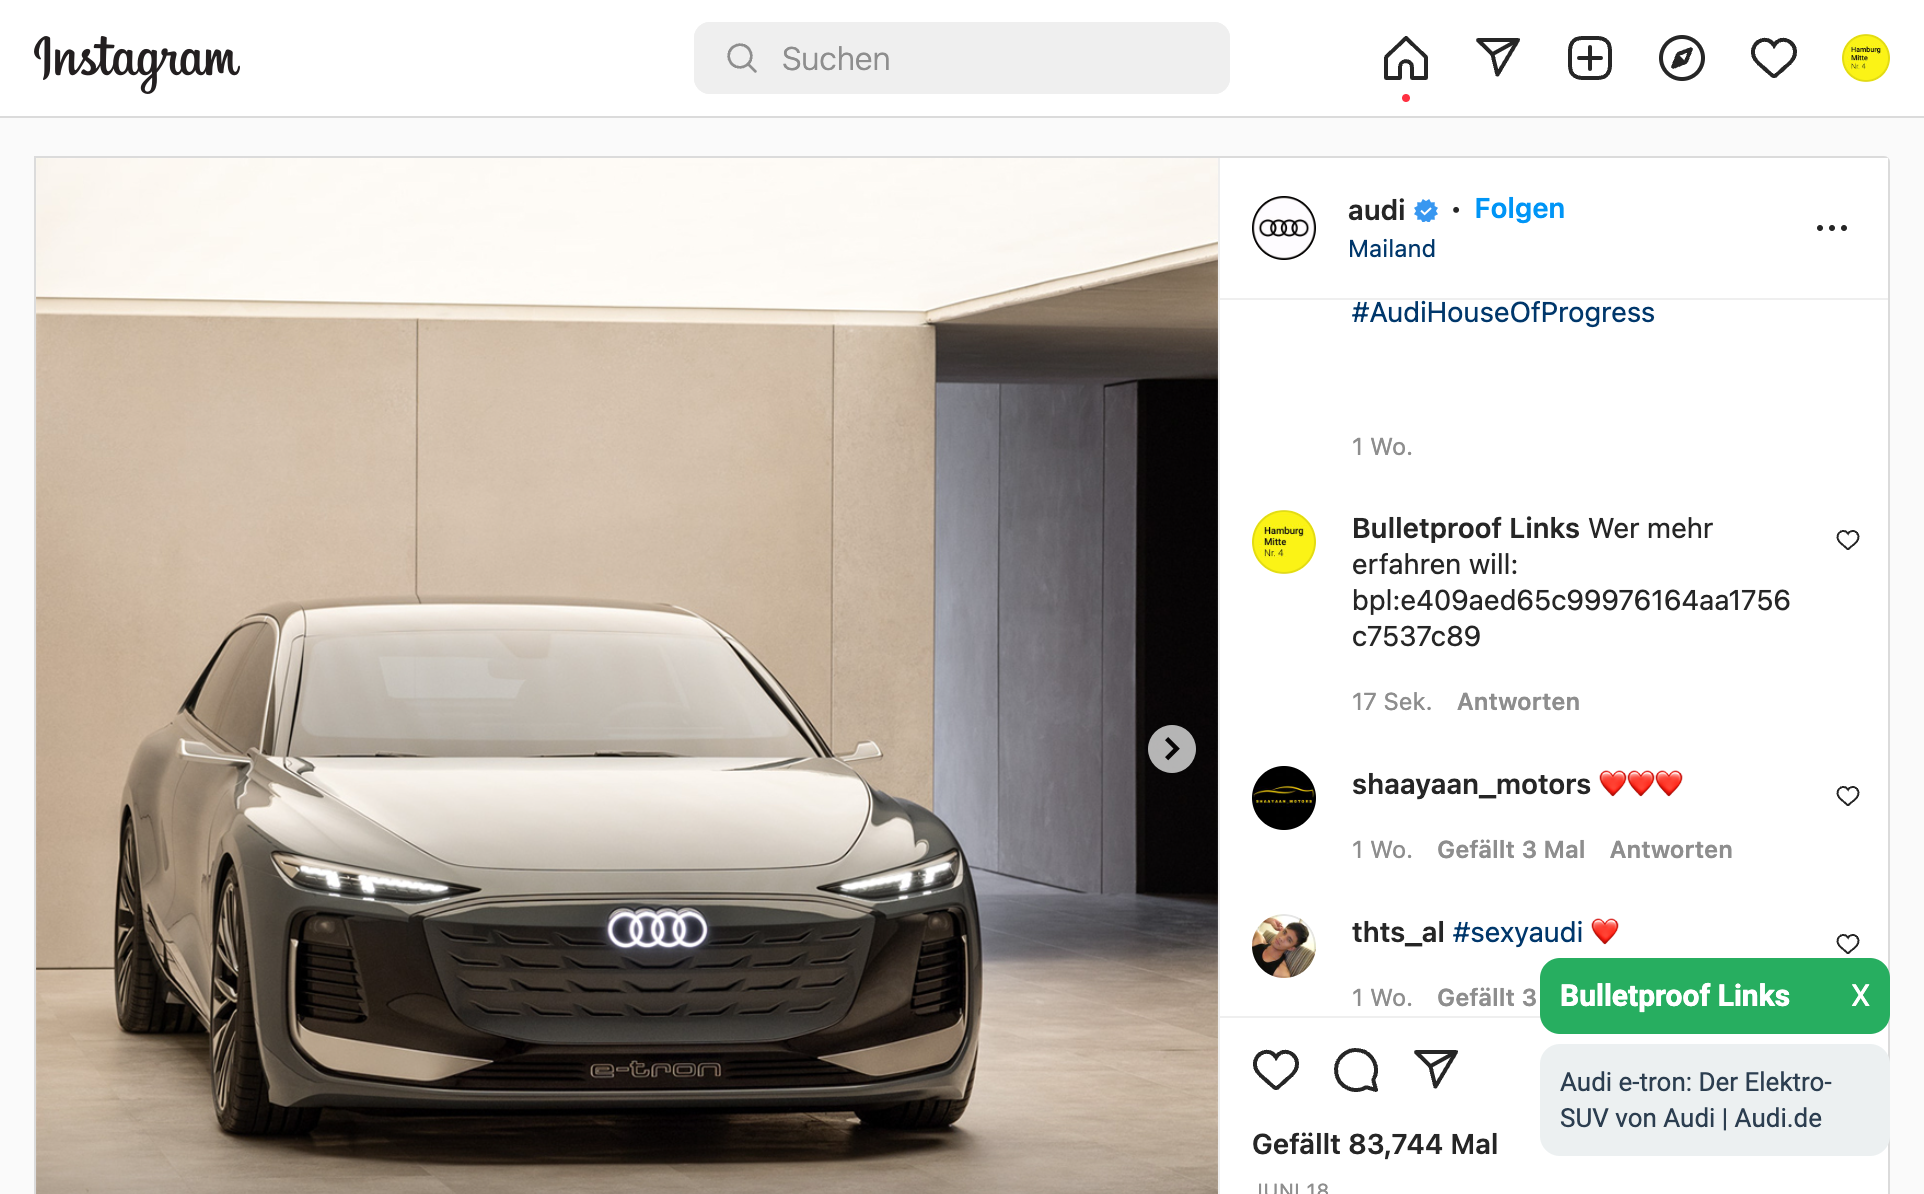 Instagram
Suchen
Hamburg
Mitte
Nr. 4
audi • Folgen
Mailand
#AudiHouseOfProgress
1 Wo.
Hamburg
Mitte
Nr. 4
Bulletproof Links Wer mehr
erfahren will:
bpl:e409aed65c99976164aa1756
c7537c89
17 Sek. Antworten
SHAAYAAN_MOTORS
shaayaan_motors ❤️❤️❤️
1 Wo. Gefällt 3 Mal Antworten
thts_al #sexyaudi ❤️
1 Wo. Gefällt 3
Bulletproof Links X
Audi e-tron: Der Elektro-
SUV von Audi | Audi.de
Gefällt 83,744 Mal
JUNI 18
e-tron